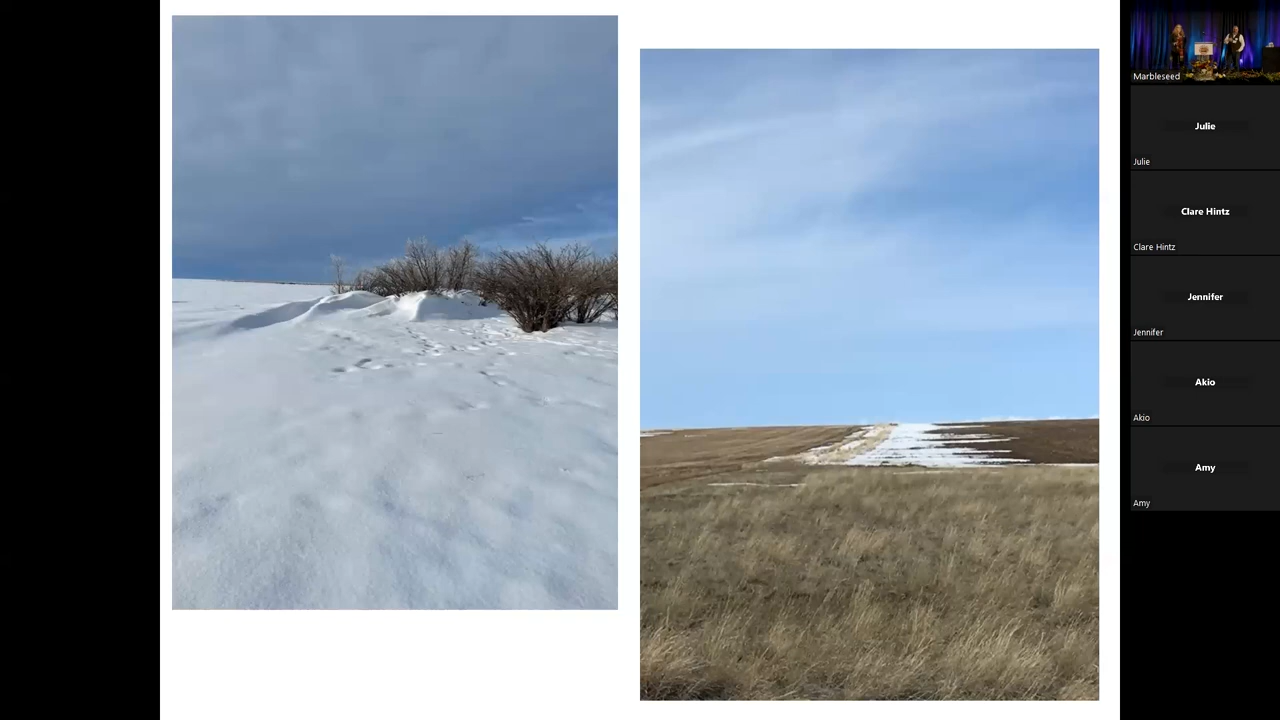 Marbleseed
Julie
Julie
Clare Hintz
Clare Hintz
Jennifer
Jennifer
Akio
Akio
Amy
Amy